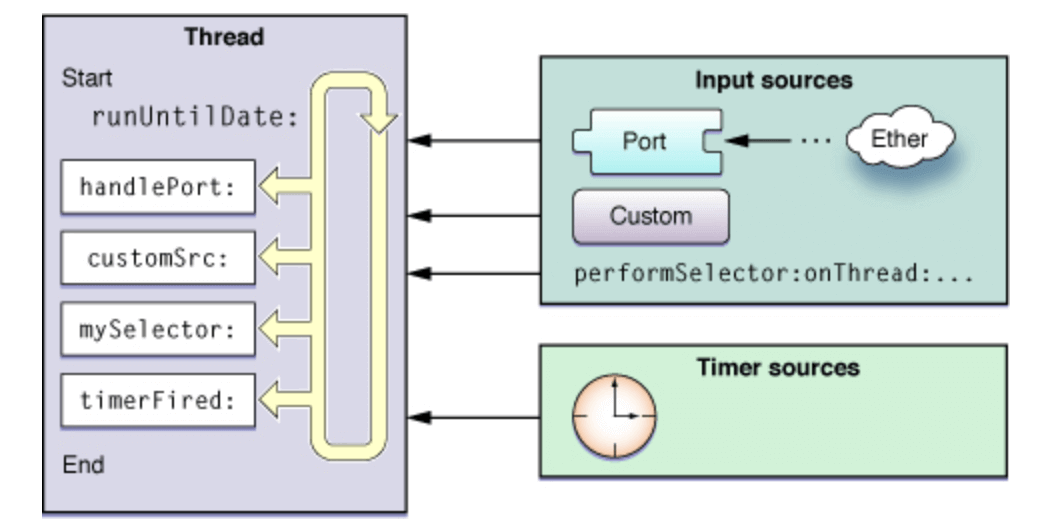 Thread
Start
runUntilDate:
handlePort:
customSrc:
mySelector:
timerFired:
End
Input sources
Port
...
Ether
Custom
performSelector:onThread:...
Timer sources